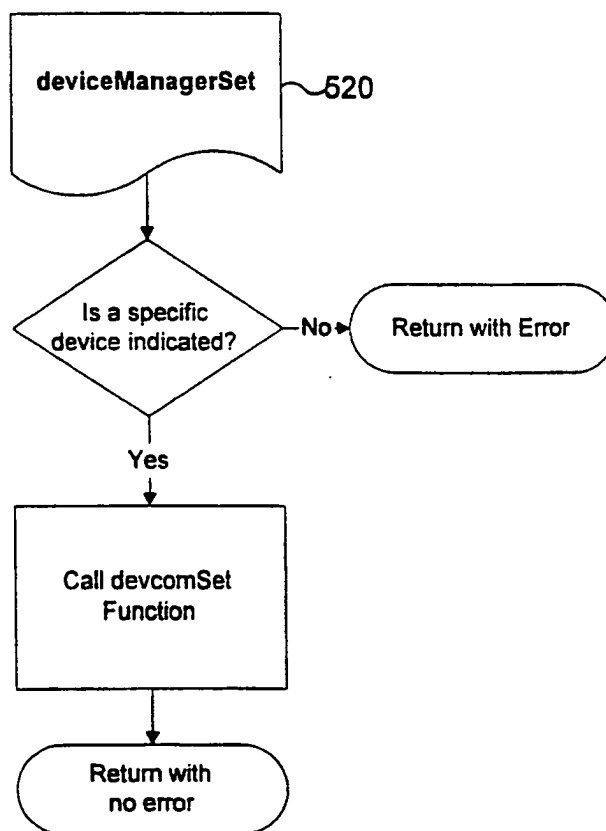 deviceManagerSet
520
Is a specific
device indicated?
No
Return with Error
Yes
Call devcomSet
Function
Return with
no error